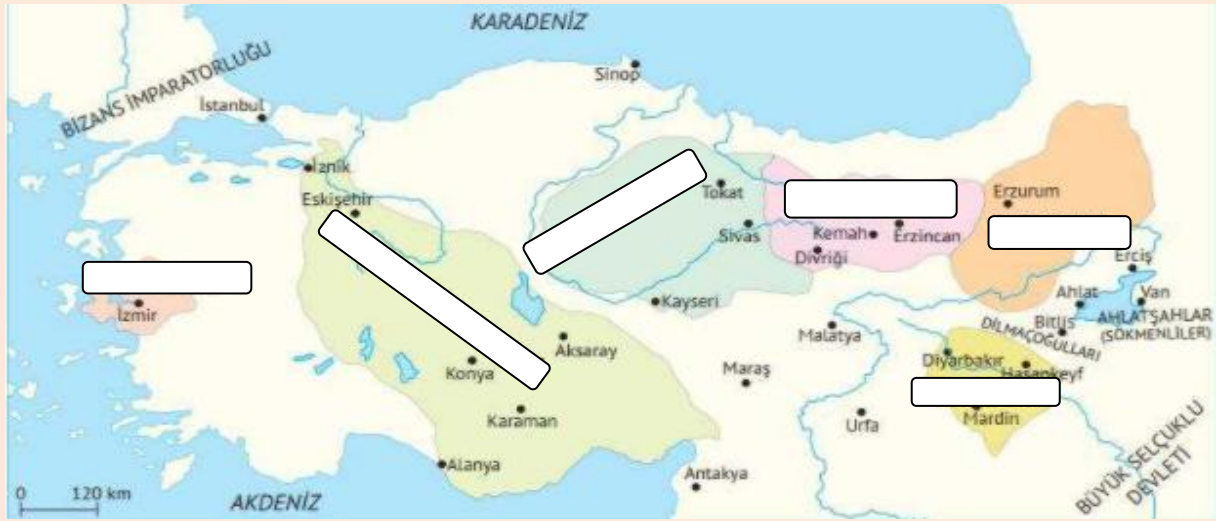 KARADENİZ
BİZANS İMPARATORLUĞU
Sinop
İstanbul
İznik
Eskişehir
Tokat
Sivas
Kemah
Erzincan
Divriği
Erzurum
Erciş
İzmir
Kayseri
Ahlat
Van
Bitlis
AHLATŞAHLAR
(SÖKMENLİLER)
DİLMAÇOĞULLARI
Malatya
Aksaray
Konya
Maraş
Diyarbakır
Hasankeyf
Karaman
Urfa
Mardin
Alanya
Antakya
BÜYÜK SELÇUKLU
DEVLETİ
0 120 km
AKDENİZ